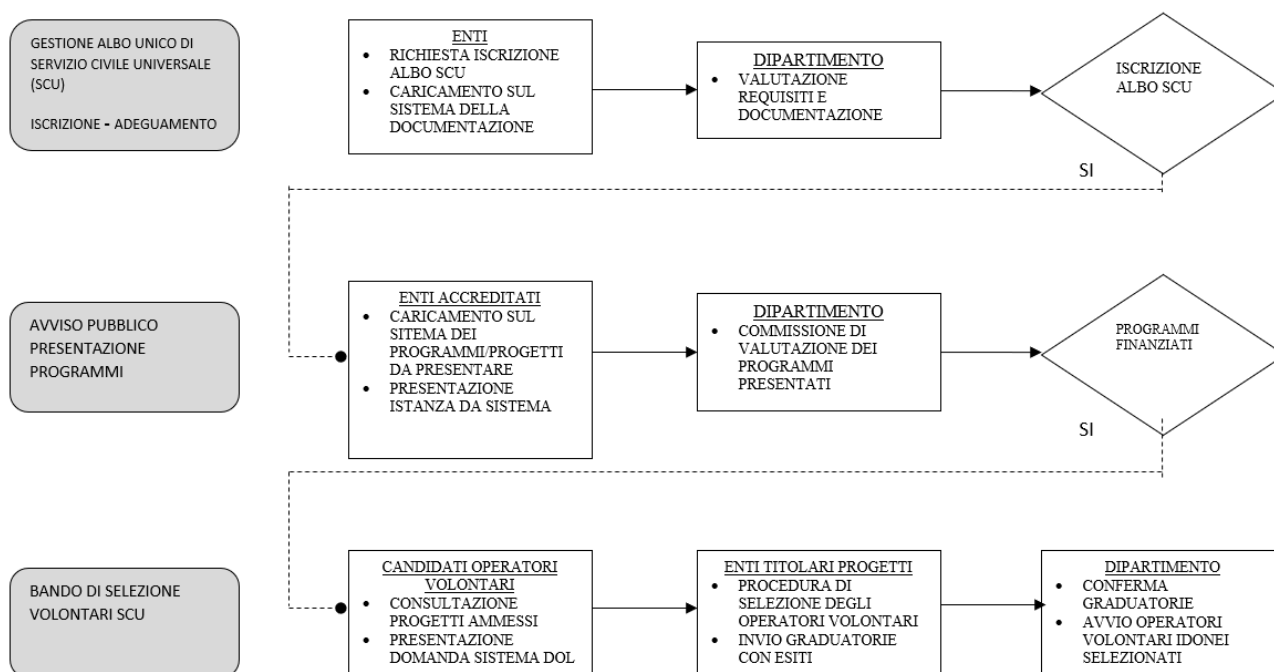 GESTIONE ALBO UNICO DI
SERVIZIO CIVILE UNIVERSALE
(SCU)
ISCRIZIONE - ADEGUAMENTO
ENTI
• RICHIESTA ISCRIZIONE
ALBO SCU
• CARICAMENTO SUL
SISTEMA DELLA
DOCUMENTAZIONE
DIPARTIMENTO
• VALUTAZIONE
REQUISITI E
DOCUMENTAZIONE
ISCRIZIONE
ALBO SCU
SI
AVVISO PUBBLICO
PRESENTAZIONE
PROGRAMMI
ENTI ACCREDITATI
• CARICAMENTO SUL
SITEMA DEI
PROGRAMMI/PROGETTI
DA PRESENTARE
• PRESENTAZIONE
ISTANZA DA SISTEMA
DIPARTIMENTO
• COMMISSIONE DI
VALUTAZIONE DEI
PROGRAMMI
PRESENTATI
PROGRAMMI
FINANZIATI
SI
BANDO DI SELEZIONE
VOLONTARI SCU
CANDIDATI OPERATORI
VOLONTARI
• CONSULTAZIONE
PROGETTI AMMESSI
• PRESENTAZIONE
DOMANDA SISTEMA DOL
ENTI TITOLARI PROGETTI
• PROCEDURA DI
SELEZIONE DEGLI
OPERATORI VOLONTARI
• INVIO GRADUATORIE
CON ESITI
DIPARTIMENTO
• CONFERMA
GRADUATORIE
• AVVIO OPERATORI
VOLONTARI IDONEI
SELEZIONATI